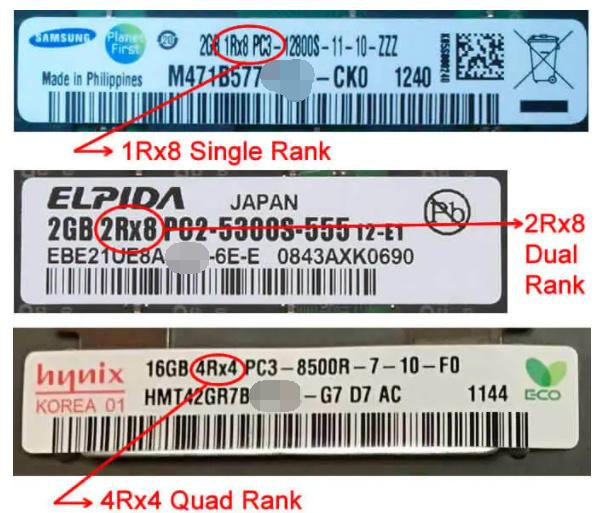 SAMSUNG Planet First 2GB 1Rx8 PC3-12800S-11-10-ZZZ
Made in Philippines M471B577 -CK0 1240
1Rx8 Single Rank
ELPIDA JAPAN
2GB 2Rx8 PC2-5300S-555 12-E1
Pb
EBE21UE8A -6E-E 0843AXK0690
2Rx8
Dual
Rank
hynix 16GB 4Rx4 PC3-8500R-7-10-F0
KOREA 01 HMT42GR7B -G7 D7 AC 1144 ECO
4Rx4 Quad Rank